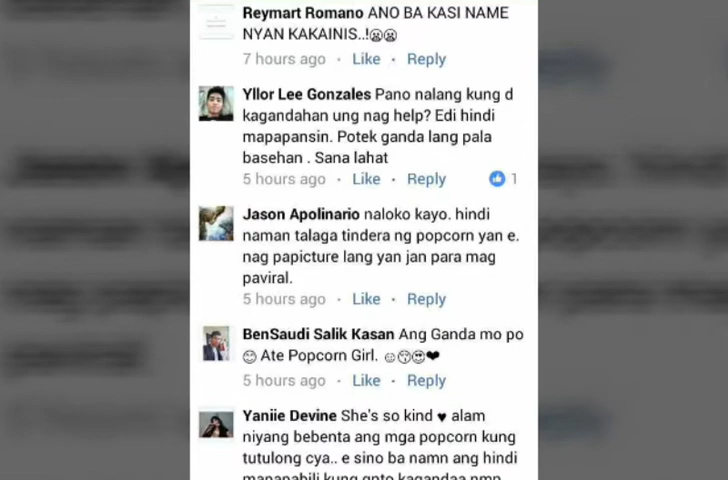 Reymart Romano ANO BA KASI NAME
NYAN KAKAINIS..!😫😫
7 hours ago · Like · Reply
Yllor Lee Gonzales Pano nalang kung d
kagandahan ung nag help? Edi hindi
mapapansin. Potek ganda lang pala
basehan . Sana lahat
5 hours ago · Like · Reply 1
Jason Apolinario naloko kayo. hindi
naman talaga tindera ng popcorn yan e.
nag papicture lang yan jan para mag
paviral.
5 hours ago · Like · Reply
BenSaudi Salik Kasan Ang Ganda mo po
😊 Ate Popcorn Girl. ☺😙😍❤
5 hours ago · Like · Reply
Yaniie Devine She's so kind ♥ alam
niyang bebenta ang mga popcorn kung
tutulong cya.. e sino ba namn ang hindi
mapapabili kung gnto kagandaa nmn